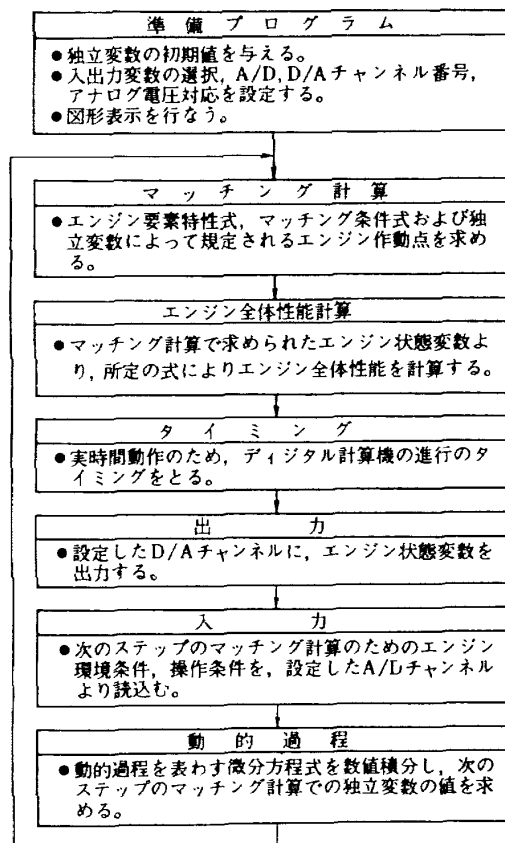 準備プログラム
●独立変数の初期値を与える。
●入出力変数の選択，A/D，D/Aチャンネル番号，
アナログ電圧対応を設定する。
●図形表示を行なう。
マッチング計算
●エンジン要素特性式，マッチング条件式および独
立変数によって規定されるエンジン作動点を求め
る。
エンジン全体性能計算
●マッチング計算で求められたエンジン状態変数よ
り，所定の式によりエンジン全体性能を計算する。
タイミング
●実時間動作のため，ディジタル計算機の進行のタ
イミングをとる。
出力
●設定したD/Aチャンネルに，エンジン状態変数を
出力する。
入力
●次のステップのマッチング計算のためのエンジン
環境条件，操作条件を，設定したA/Dチャンネル
より読込む。
動的過程
●動的過程を表わす微分方程式を数値積分し，次の
ステップのマッチング計算での独立変数の値を求
める。